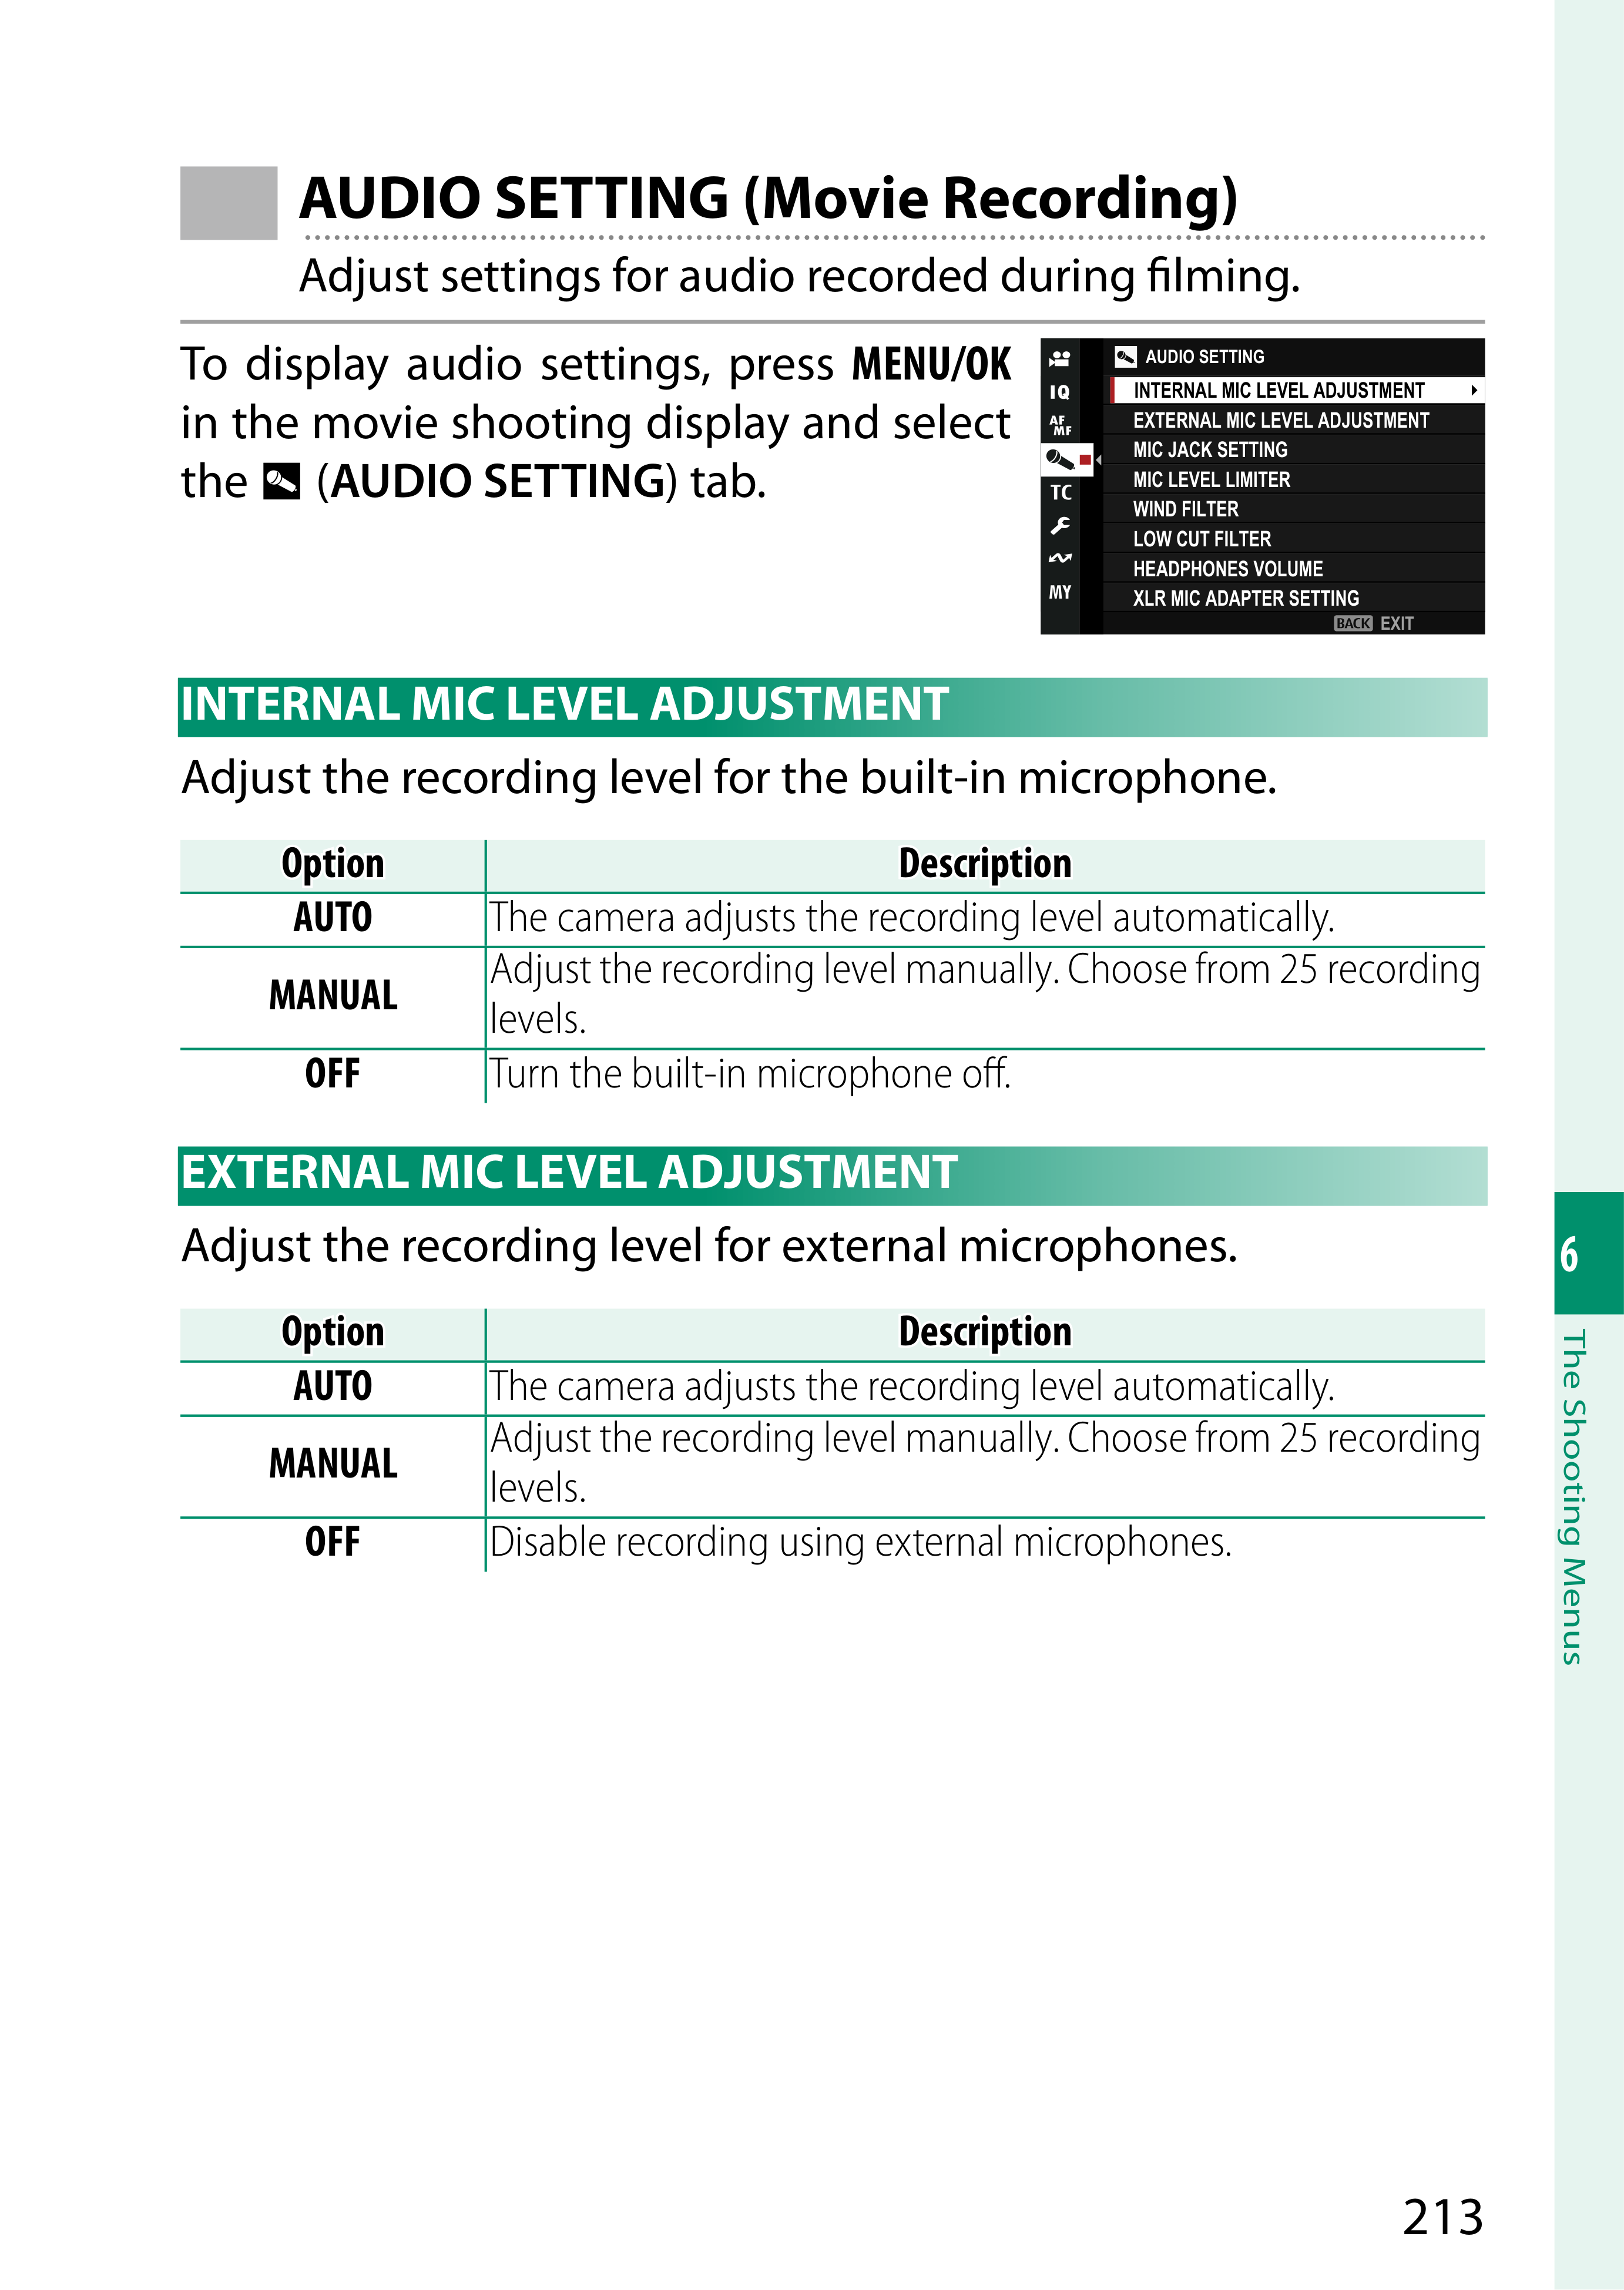 AUDIO SETTING (Movie Recording)
Adjust settings for audio recorded during filming.
To display audio settings, press MENU/OK
in the movie shooting display and select
the (AUDIO SETTING) tab.
AUDIO SETTING
INTERNAL MIC LEVEL ADJUSTMENT
EXTERNAL MIC LEVEL ADJUSTMENT
MIC JACK SETTING
MIC LEVEL LIMITER
WIND FILTER
LOW CUT FILTER
HEADPHONES VOLUME
XLR MIC ADAPTER SETTING
BACK EXIT
IQ
AF
MF
TC
MY
INTERNAL MIC LEVEL ADJUSTMENT
Adjust the recording level for the built-in microphone.
Option Description
AUTO The camera adjusts the recording level automatically.
MANUAL Adjust the recording level manually. Choose from 25 recording
levels.
OFF Turn the built-in microphone off.
EXTERNAL MIC LEVEL ADJUSTMENT
Adjust the recording level for external microphones.
Option Description
AUTO The camera adjusts the recording level automatically.
MANUAL Adjust the recording level manually. Choose from 25 recording
levels.
OFF Disable recording using external microphones.
6
The Shooting Menus
213